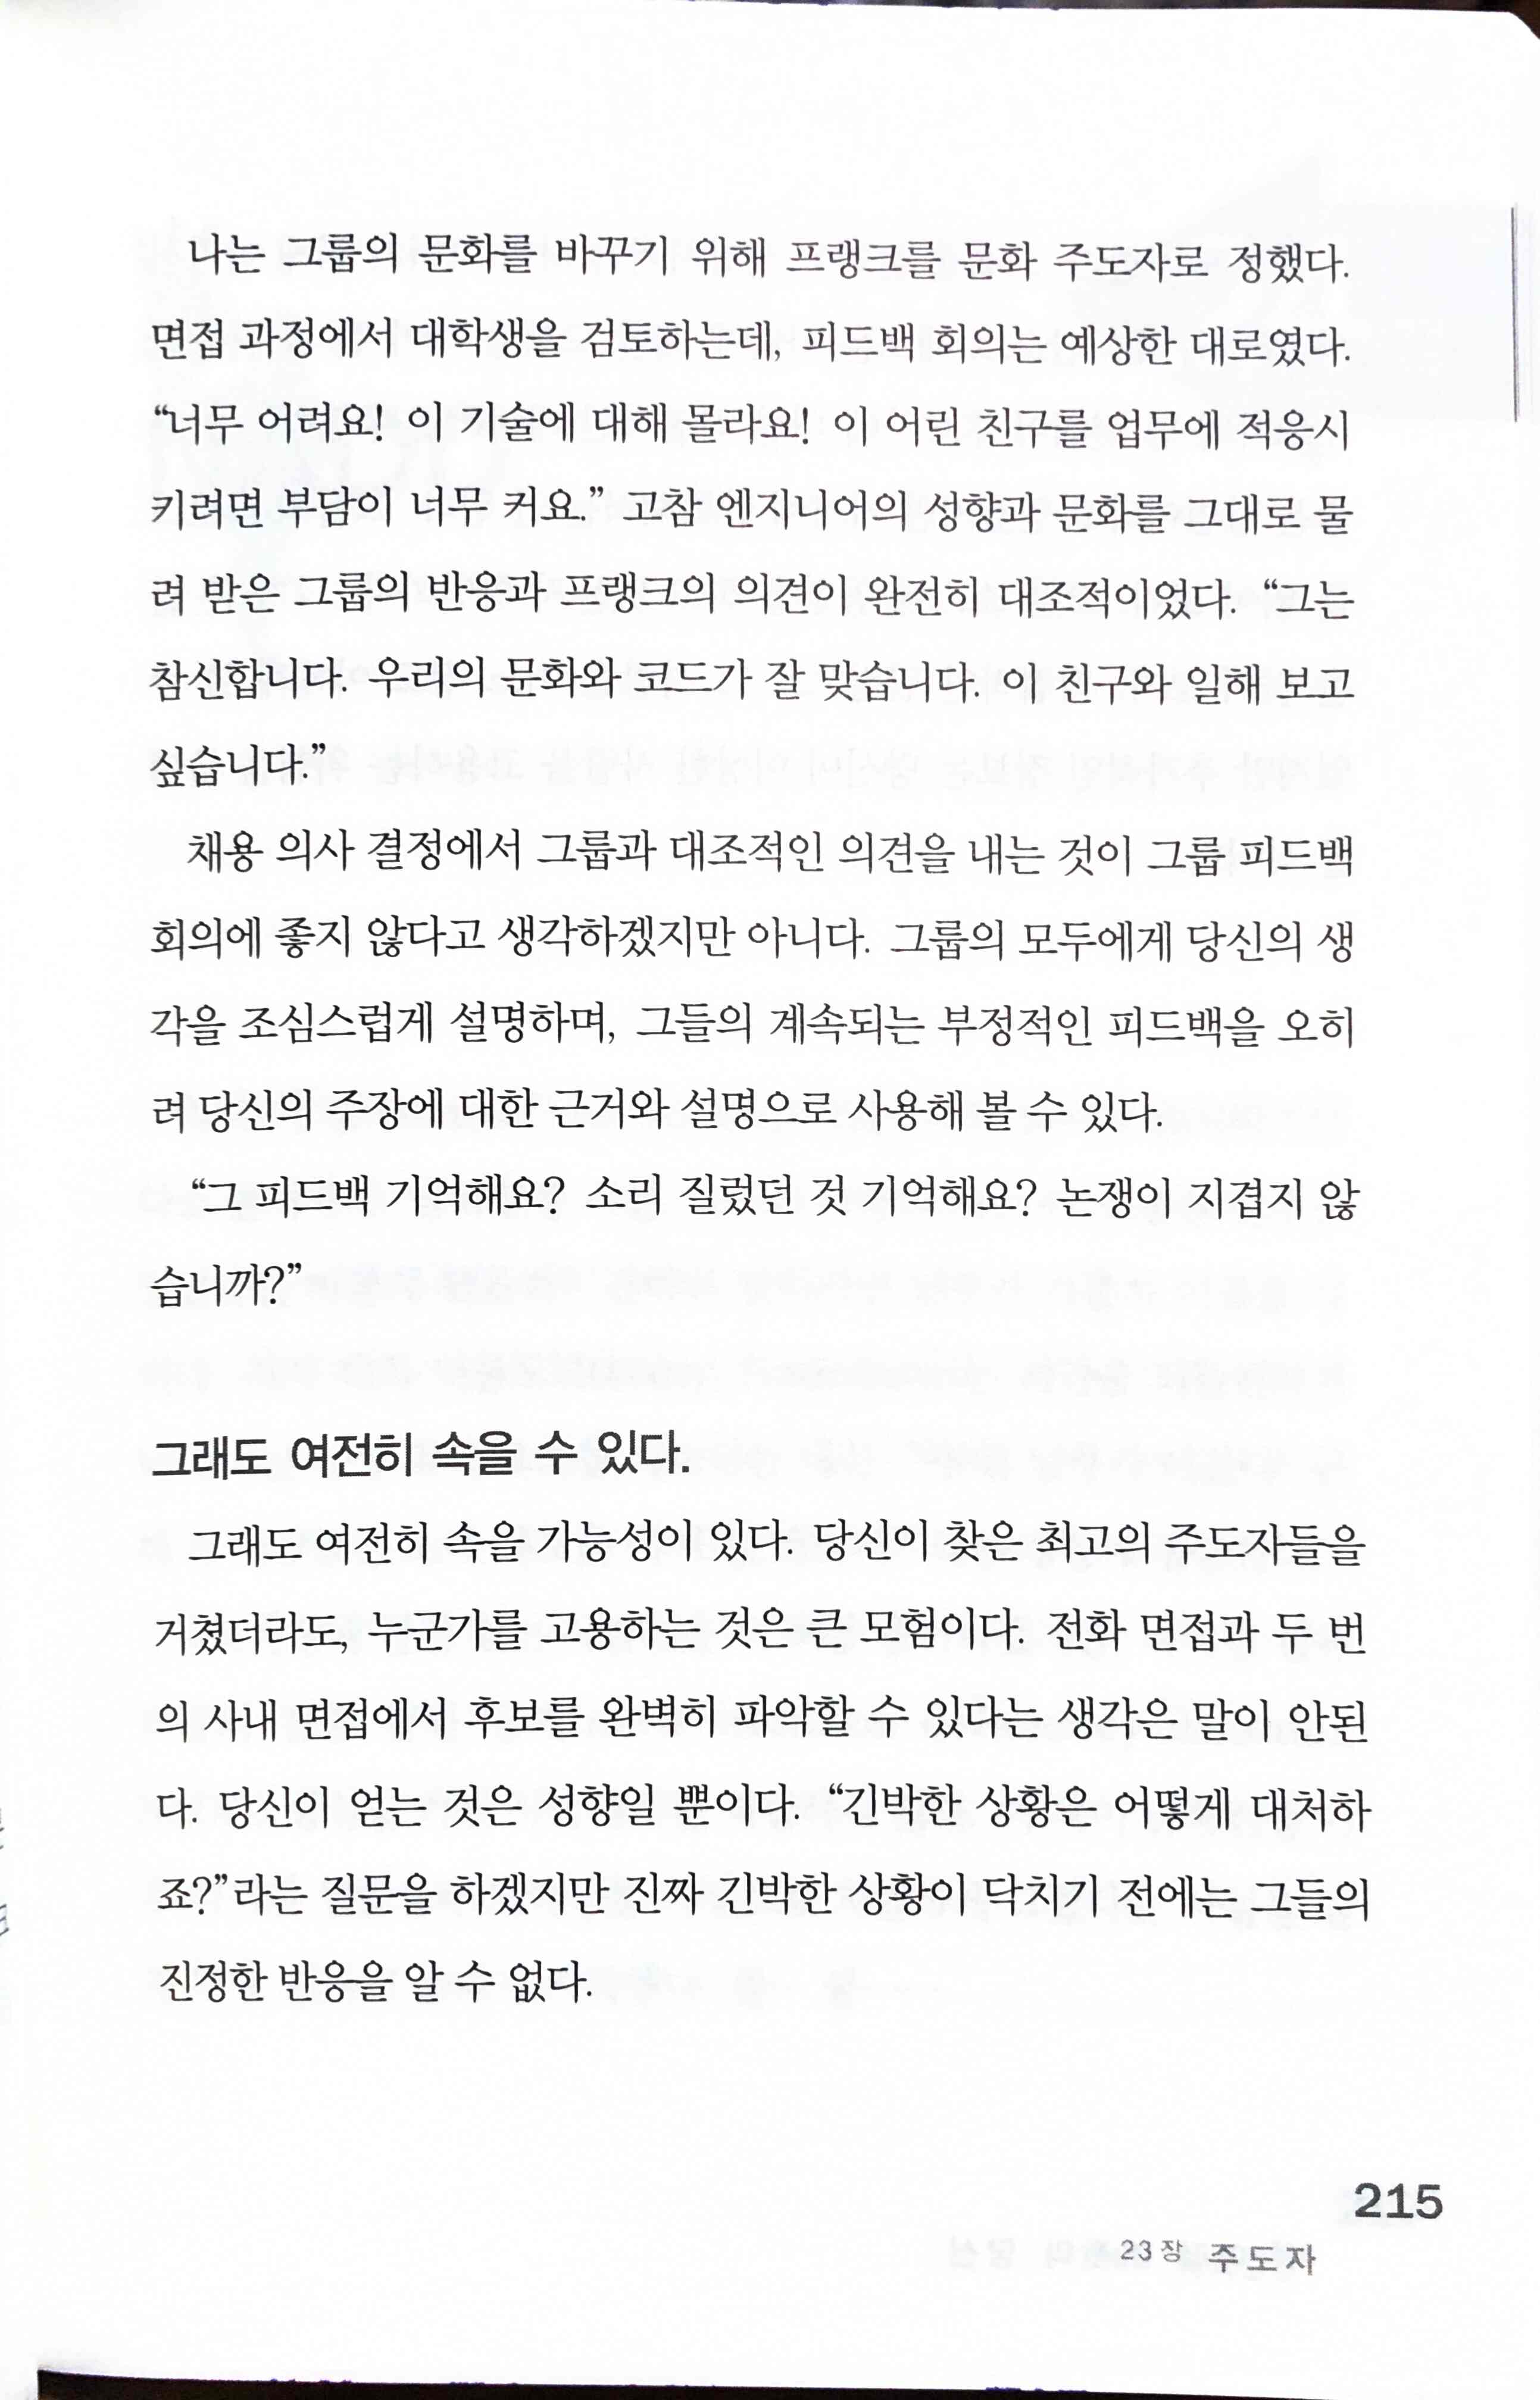 나는 그룹의 문화를 바꾸기 위해 프랭크를 문화 주도자로 정했다.
면접 과정에서 대학생을 검토하는데, 피드백 회의는 예상한 대로였다.
“너무 어려요! 이 기술에 대해 몰라요! 이 어린 친구를 업무에 적응시
키려면 부담이 너무 커요.” 고참 엔지니어의 성향과 문화를 그대로 물
려 받은 그룹의 반응과 프랭크의 의견이 완전히 대조적이었다. “그는
참신합니다. 우리의 문화와 코드가 잘 맞습니다. 이 친구와 일해 보고
싶습니다.”
채용 의사 결정에서 그룹과 대조적인 의견을 내는 것이 그룹 피드백
회의에 좋지 않다고 생각하겠지만 아니다. 그룹의 모두에게 당신의 생
각을 조심스럽게 설명하며, 그들의 계속되는 부정적인 피드백을 오히
려 당신의 주장에 대한 근거와 설명으로 사용해 볼 수 있다.
“그 피드백 기억해요? 소리 질렀던 것 기억해요? 논쟁이 지겹지 않
습니까?”
그래도 여전히 속을 수 있다.
그래도 여전히 속을 가능성이 있다. 당신이 찾은 최고의 주도자들을
거쳤더라도, 누군가를 고용하는 것은 큰 모험이다. 전화 면접과 두 번
의 사내 면접에서 후보를 완벽히 파악할 수 있다는 생각은 말이 안된
다. 당신이 얻는 것은 성향일 뿐이다. “긴박한 상황은 어떻게 대처하
죠?”라는 질문을 하겠지만 진짜 긴박한 상황이 닥치기 전에는 그들의
진정한 반응을 알 수 없다.
215
23장 주도자